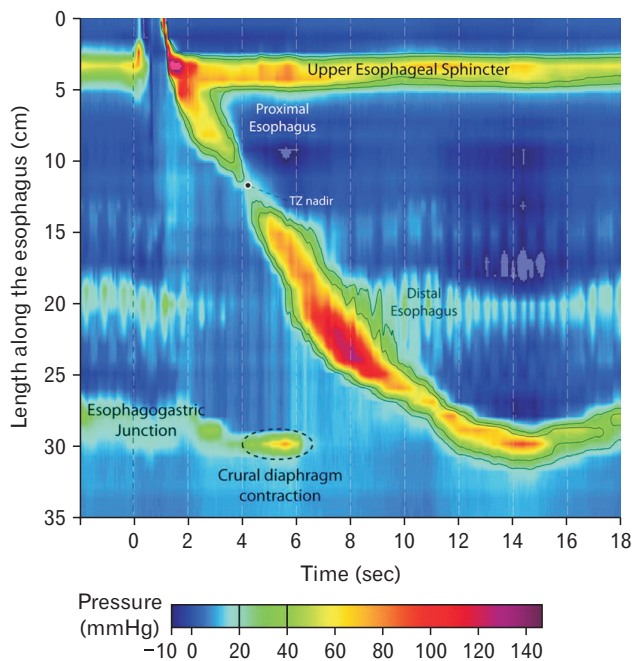 0
5
10
15
20
25
30
35
Length along the esophagus (cm)
Upper Esophageal Sphincter
Proximal
Esophagus
TZ nadir
Distal
Esophagus
Esophagogastric
Junction
Crural diaphragm
contraction
0 2 4 6 8 10 12 14 16 18
Time (sec)
Pressure
(mmHg)
−10 0 20 40 60 80 100 120 140